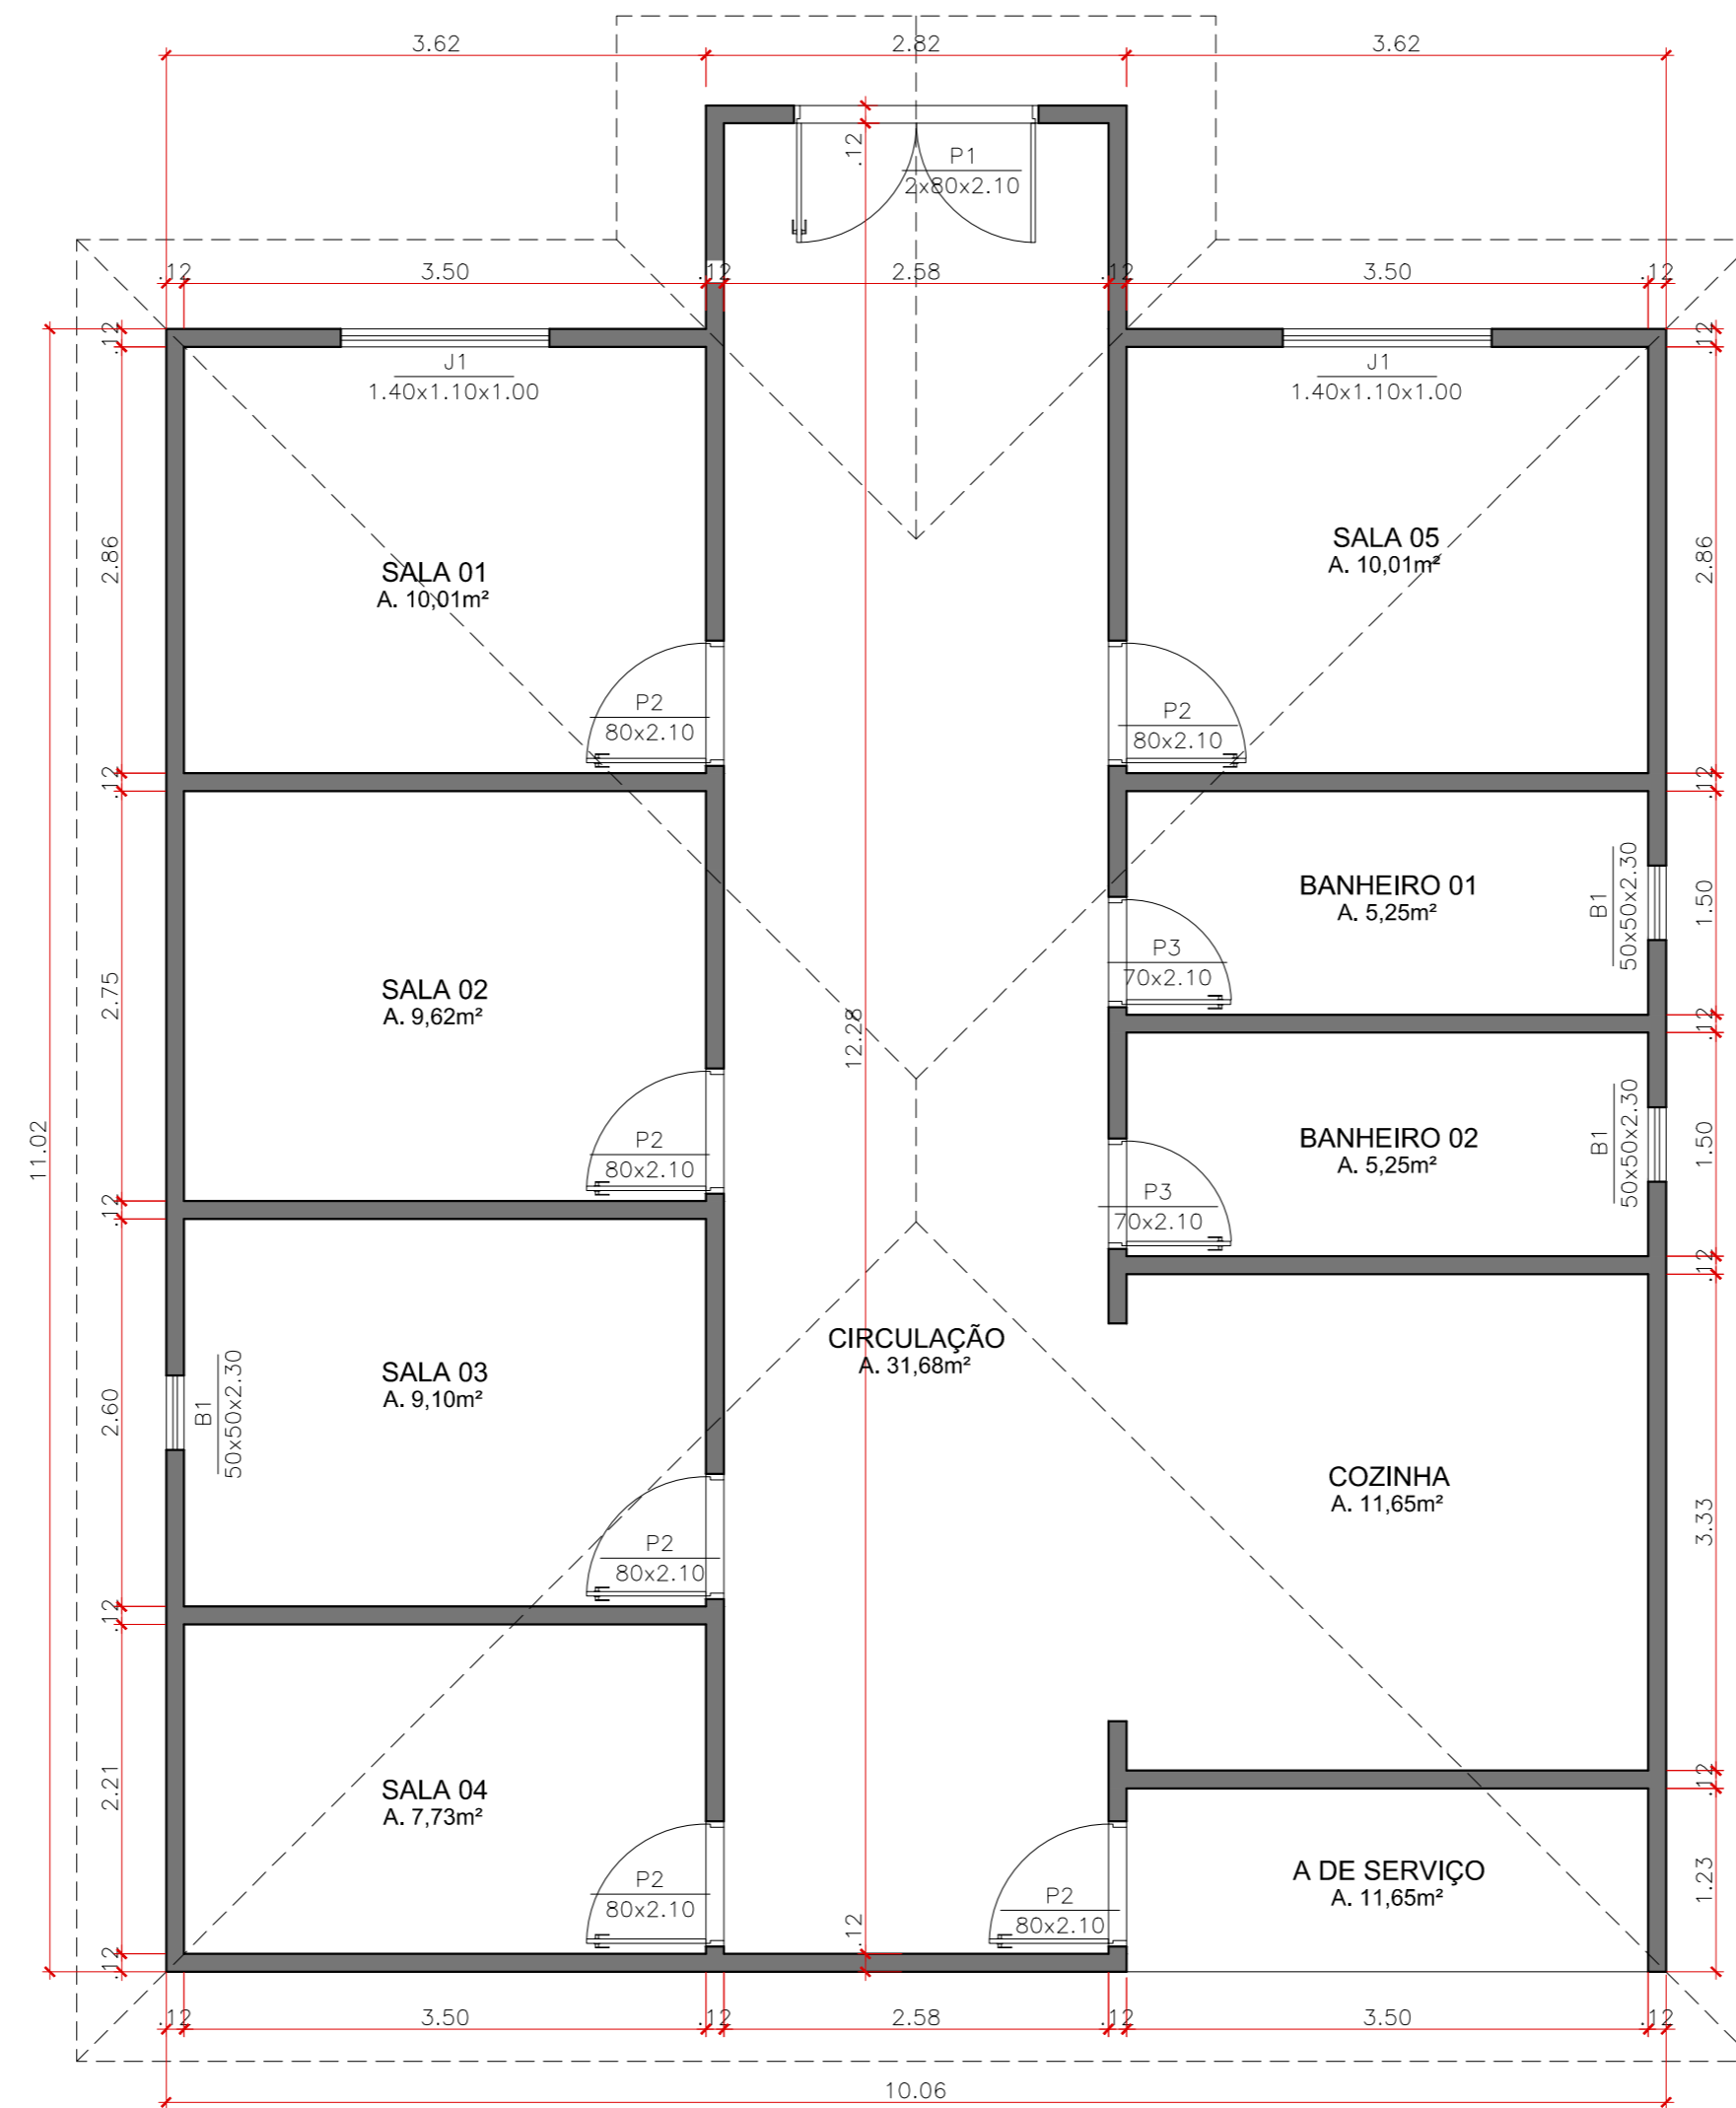 3.62
2.82
3.62
.12
P1
2x80x2.10
.12
3.50
.12
2.58
.12
3.50
.12
.12
.12
J1
1.40x1.10x1.00
J1
1.40x1.10x1.00
2.86
2.86
SALA 01
A. 10,01m²
SALA 05
A. 10,01m²
P2
80x2.10
P2
80x2.10
.12
.12
BANHEIRO 01
A. 5,25m²
B1
50x50x2.30
1.50
P3
70x2.10
2.75
SALA 02
A. 9,62m²
12.28
.12
11.02
BANHEIRO 02
A. 5,25m²
B1
50x50x2.30
1.50
P2
80x2.10
P3
70x2.10
.12
.12
CIRCULAÇÃO
A. 31,68m²
SALA 03
A. 9,10m²
B1
50x50x2.30
2.60
COZINHA
A. 11,65m²
3.33
P2
80x2.10
.12
SALA 04
A. 7,73m²
2.21
.12
A DE SERVIÇO
A. 11,65m²
1.23
P2
80x2.10
P2
80x2.10
.12
.12
.12
3.50
.12
2.58
.12
3.50
.12
10.06